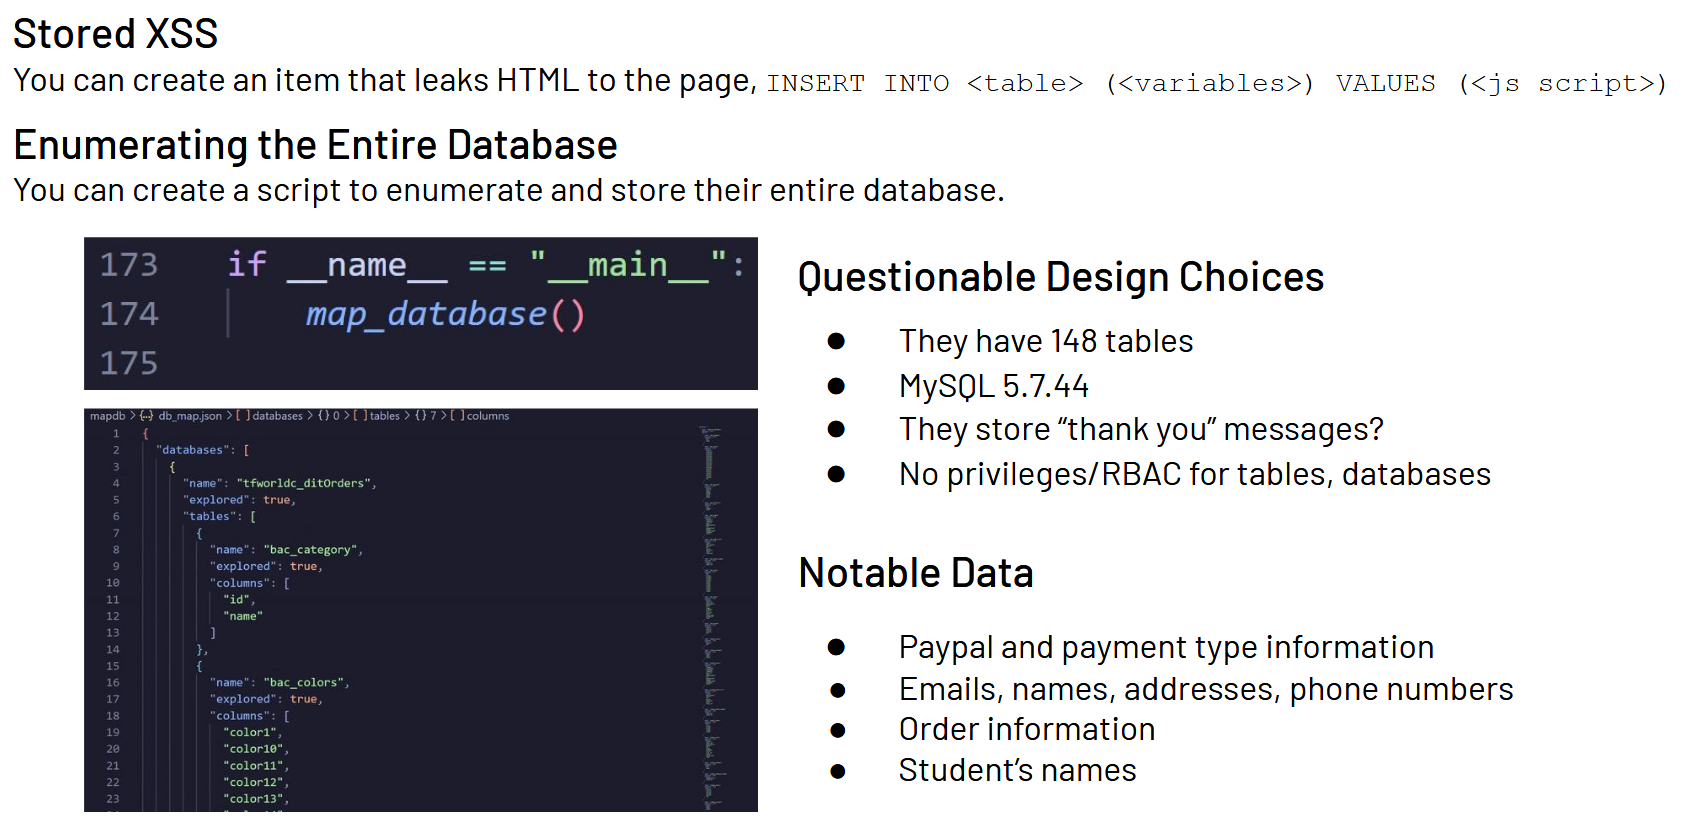 Stored XSS
You can create an item that leaks HTML to the page, INSERT INTO <table> (<variables>) VALUES (<js script>)
Enumerating the Entire Database
You can create a script to enumerate and store their entire database.
173 if __name__ == "__main__":
174 map_database()
175
mapdb > {..} db_map.json > [ ] databases > {} 0 > [ ] tables > {} 7 > [ ] columns
1 {
2 "databases": [
3 {
4 "name": "tfworldc_ditOrders",
5 "explored": true,
6 "tables": [
7 {
8 "name": "bac_category",
9 "explored": true,
10 "columns": [
11 "id",
12 "name"
13 ]
14 },
15 {
16 "name": "bac_colors",
17 "explored": true,
18 "columns": [
19 "color1",
20 "color10",
21 "color11",
22 "color12",
23 "color13",
Questionable Design Choices
● They have 148 tables
● MySQL 5.7.44
● They store “thank you” messages?
● No privileges/RBAC for tables, databases
Notable Data
● Paypal and payment type information
● Emails, names, addresses, phone numbers
● Order information
● Student’s names